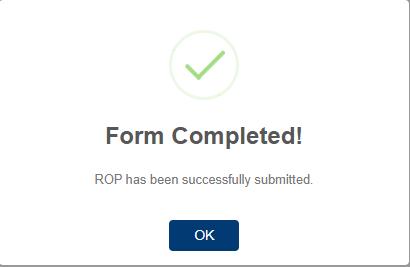 Form Completed!
ROP has been successfully submitted.
OK